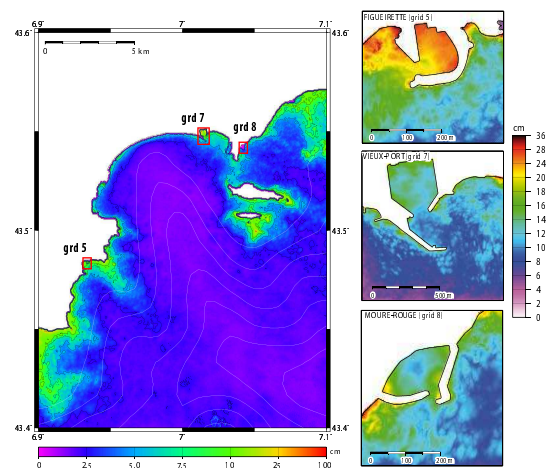 6.9˚ 7˚ 7.1˚
43.6˚ 43.6˚
0 5 km
grd 7
grd 8
43.5˚ 43.5˚
grd 5
43.4˚ 43.4˚
6.9˚ 7˚ 7.1˚
cm
0 2.5 5.0 7.5 10 25 100
FIGUEIRETTE (grid 5)
0 100 200 m
VIEUX-PORT (grid 7)
0 500 m
MOURE-ROUGE (grid 8)
0 100 200 m
cm
36
28
26
24
22
20
18
16
14
12
10
8
6
4
2
0